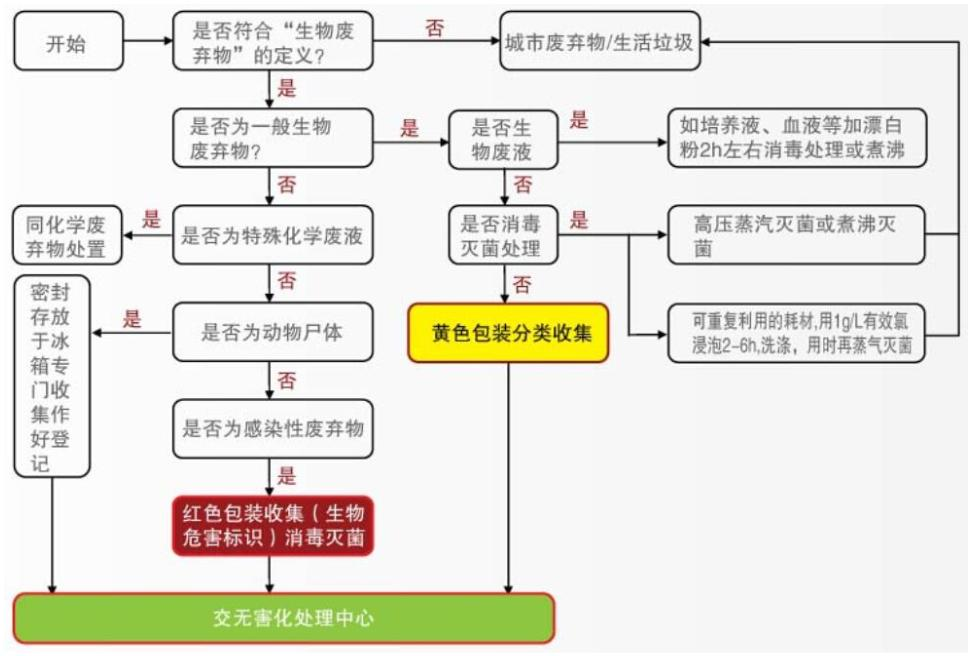 开始
是否符合“生物废
弃物”的定义?
否
城市废弃物/生活垃圾
是
是否为一般生物
废弃物?
是
是否生
物废液
是
如培养液、血液等加漂白
粉2h左右消毒处理或煮沸
否
否
同化学废
弃物处置
是
是否为特殊化学废液
是否消毒
灭菌处理
是
高压蒸汽灭菌或煮沸灭
菌
否
否
密封
存放
于冰
箱专
门收
集作
好登
记
是
是否为动物尸体
黄色包装分类收集
可重复利用的耗材,用1g/L有效氯
浸泡2-6h,洗涤，用时再蒸气灭菌
否
是否为感染性废弃物
是
红色包装收集（生物
危害标识）消毒灭菌
交无害化处理中心